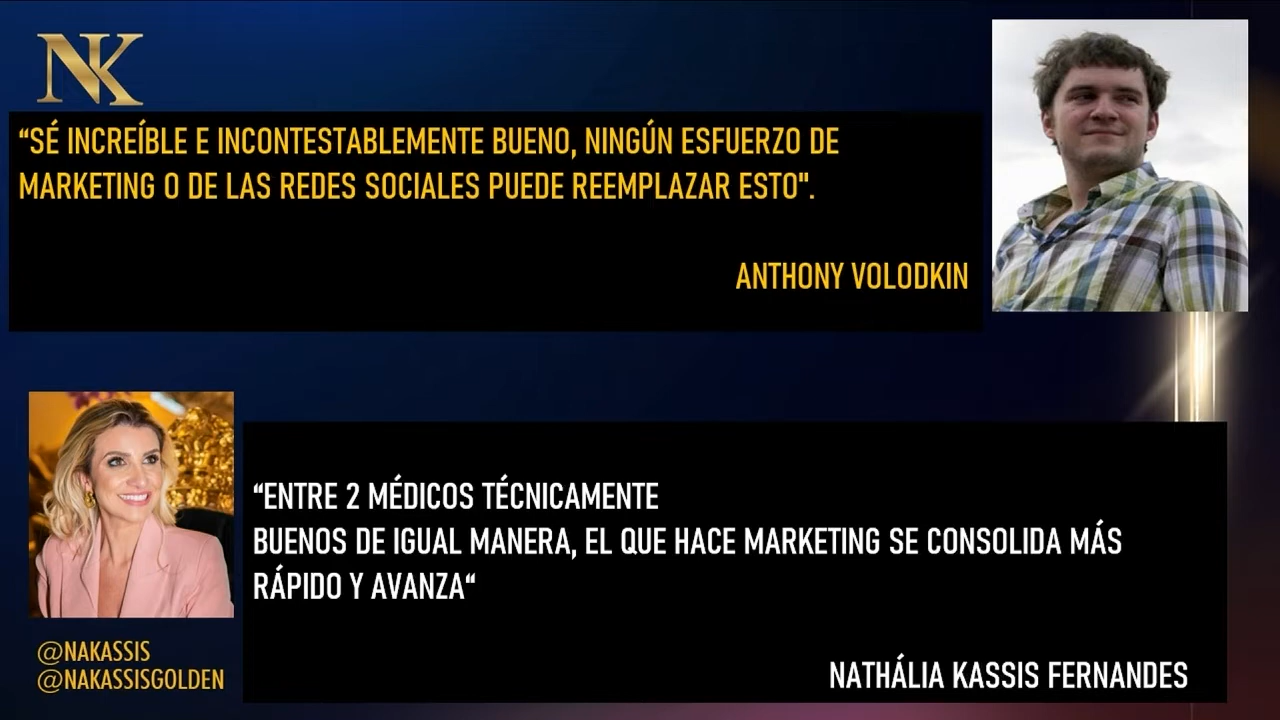 NK
“SÉ INCREÍBLE E INCONTESTABLEMENTE BUENO, NINGÚN ESFUERZO DE
MARKETING O DE LAS REDES SOCIALES PUEDE REEMPLAZAR ESTO".
ANTHONY VOLODKIN
“ENTRE 2 MÉDICOS TÉCNICAMENTE
BUENOS DE IGUAL MANERA, EL QUE HACE MARKETING SE CONSOLIDA MÁS
RÁPIDO Y AVANZA“
NATHÁLIA KASSIS FERNANDES
@NAKASSIS
@NAKASSISGOLDEN